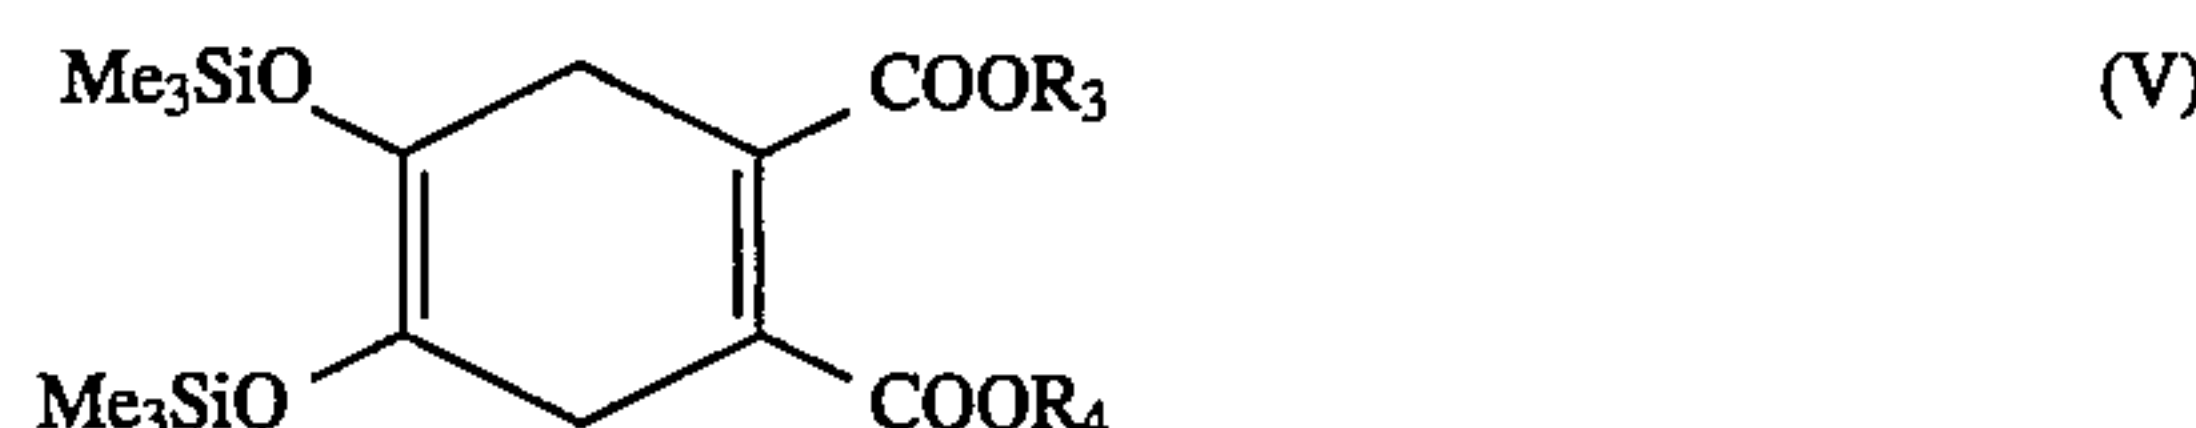 Me₃SiO COOR₃ (V)
Me₃SiO COOR₄